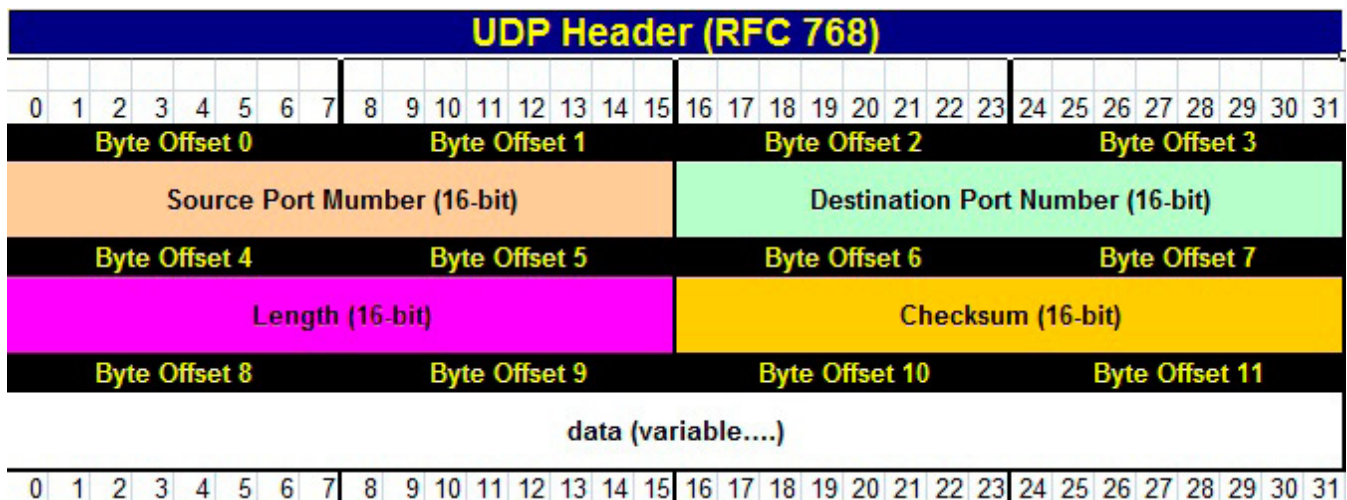 UDP Header (RFC 768)
0 1 2 3 4 5 6 7 8 9 10 11 12 13 14 15 16 17 18 19 20 21 22 23 24 25 26 27 28 29 30 31
Byte Offset 0 Byte Offset 1 Byte Offset 2 Byte Offset 3
Source Port Mumber (16-bit) Destination Port Number (16-bit)
Byte Offset 4 Byte Offset 5 Byte Offset 6 Byte Offset 7
Length (16-bit) Checksum (16-bit)
Byte Offset 8 Byte Offset 9 Byte Offset 10 Byte Offset 11
data (variable....)
0 1 2 3 4 5 6 7 8 9 10 11 12 13 14 15 16 17 18 19 20 21 22 23 24 25 26 27 28 29 30 31